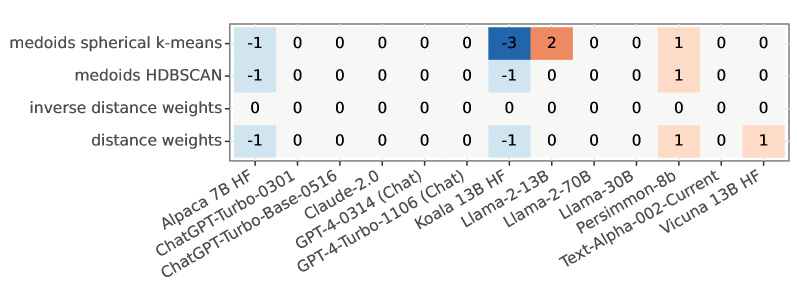 medoids spherical k-means -1 0 0 0 0 0 -3 2 0 0 1 0 0
medoids HDBSCAN -1 0 0 0 0 0 -1 0 0 0 1 0 0
inverse distance weights 0 0 0 0 0 0 0 0 0 0 0 0 0
distance weights -1 0 0 0 0 0 -1 0 0 0 1 0 1
Alpaca 7B HF
ChatGPT-Turbo-0301
ChatGPT-Turbo-Base-0516
Claude-2.0
GPT-4-0314 (Chat)
GPT-4-Turbo-1106 (Chat)
Koala 13B HF
Llama-2-13B
Llama-2-70B
Llama-30B
Persimmon-8b
Text-Alpha-002-Current
Vicuna 13B HF